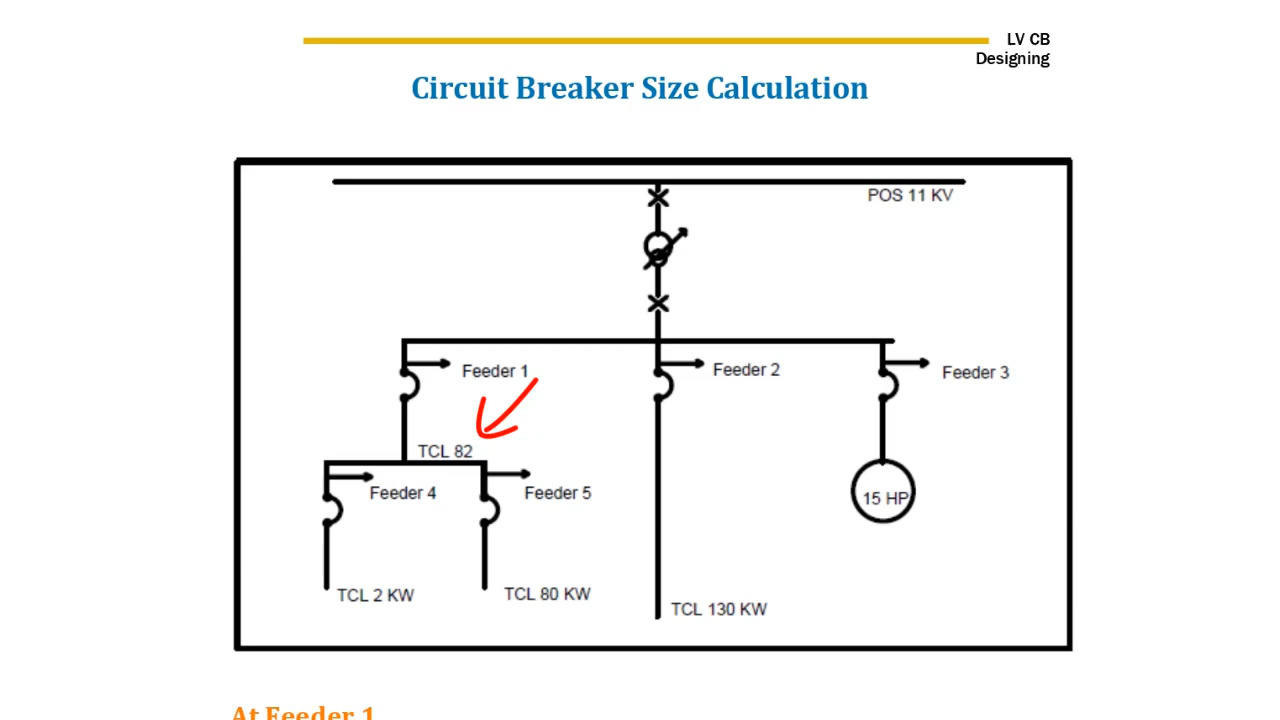 LV CB
Designing
Circuit Breaker Size Calculation
POS 11 KV
Feeder 1
Feeder 2
Feeder 3
TCL 82
Feeder 4
Feeder 5
15 HP
TCL 2 KW
TCL 80 KW
TCL 130 KW
At Feeder 1